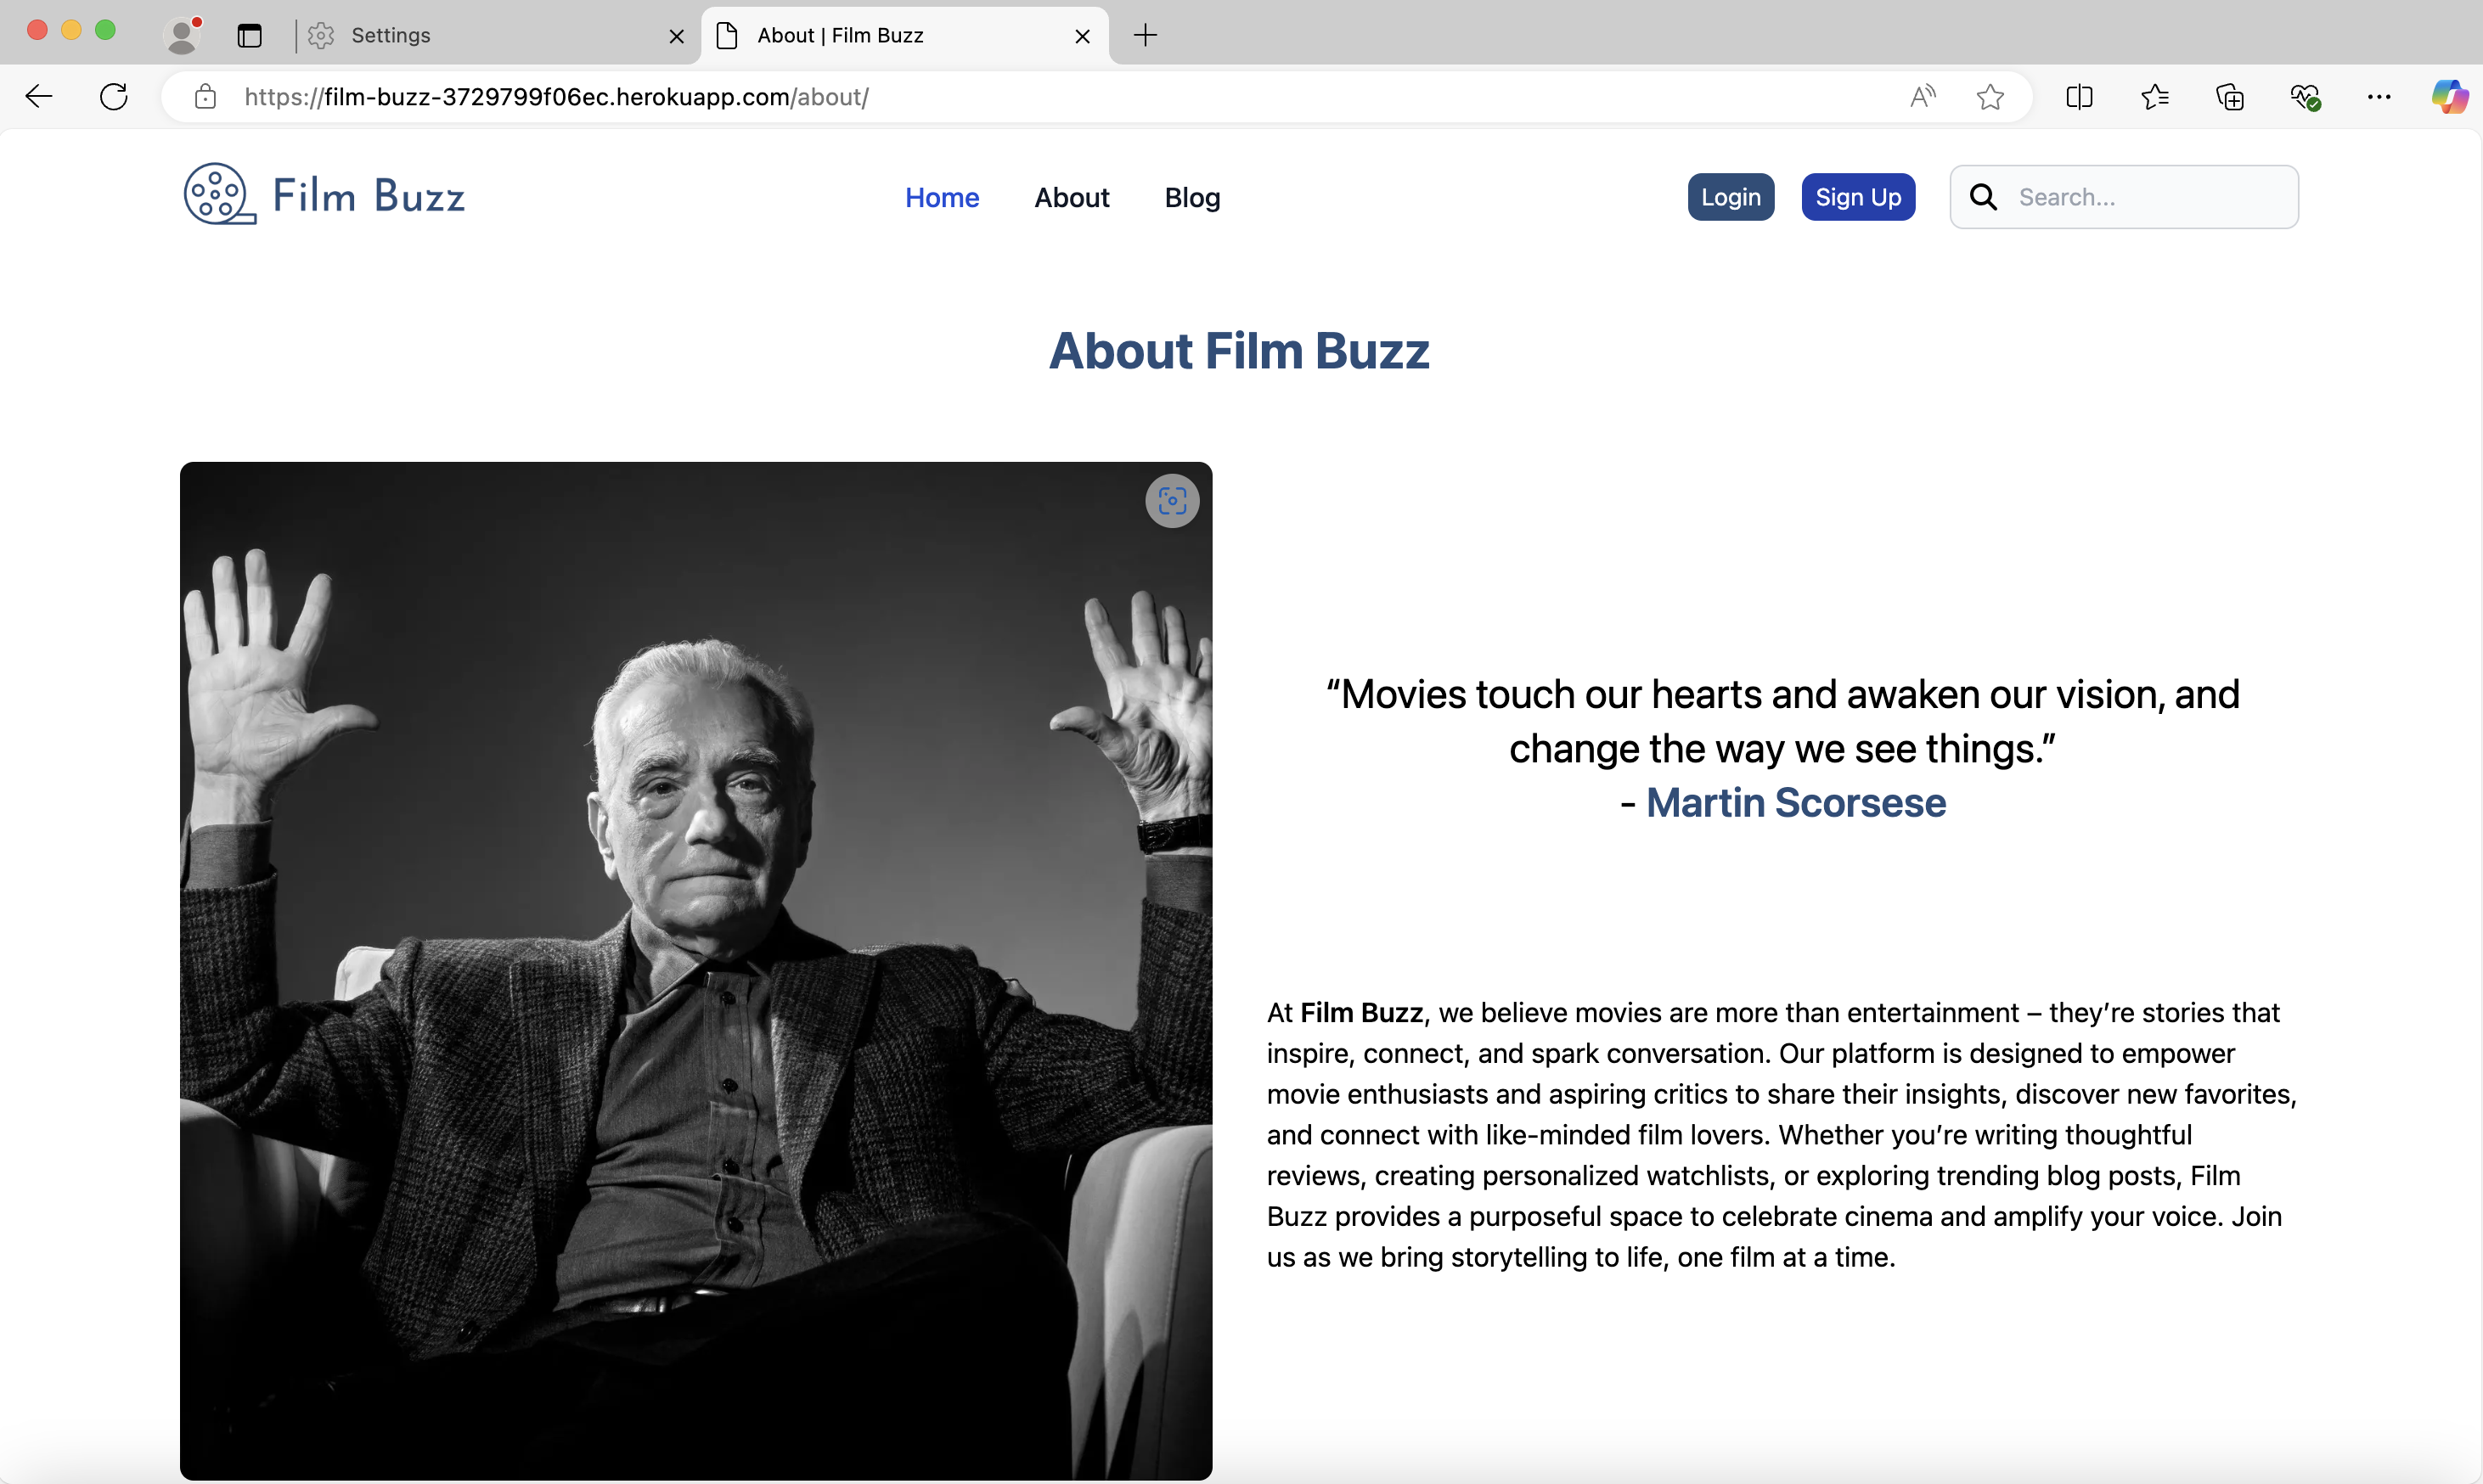 Settings
About | Film Buzz
https://film-buzz-3729799f06ec.herokuapp.com/about/
Film Buzz
Home About Blog
Login Sign Up Search...
About Film Buzz
“Movies touch our hearts and awaken our vision, and
change the way we see things.”
- Martin Scorsese
At Film Buzz, we believe movies are more than entertainment – they’re stories that
inspire, connect, and spark conversation. Our platform is designed to empower
movie enthusiasts and aspiring critics to share their insights, discover new favorites,
and connect with like-minded film lovers. Whether you’re writing thoughtful
reviews, creating personalized watchlists, or exploring trending blog posts, Film
Buzz provides a purposeful space to celebrate cinema and amplify your voice. Join
us as we bring storytelling to life, one film at a time.